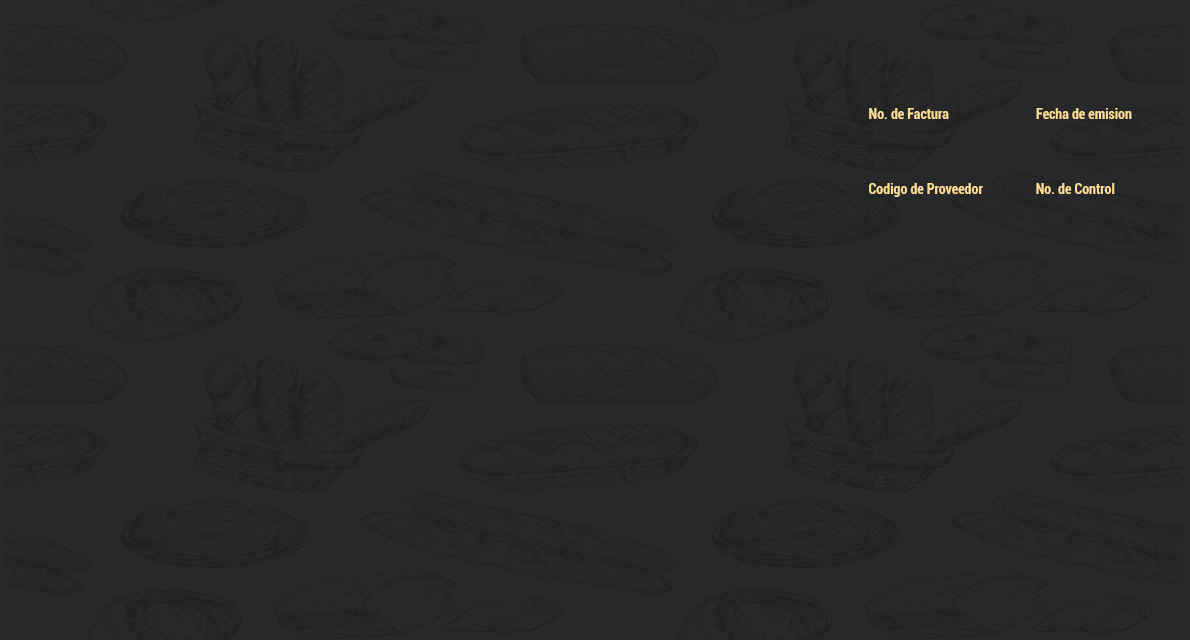 No. de Factura
Fecha de emision
Codigo de Proveedor
No. de Control